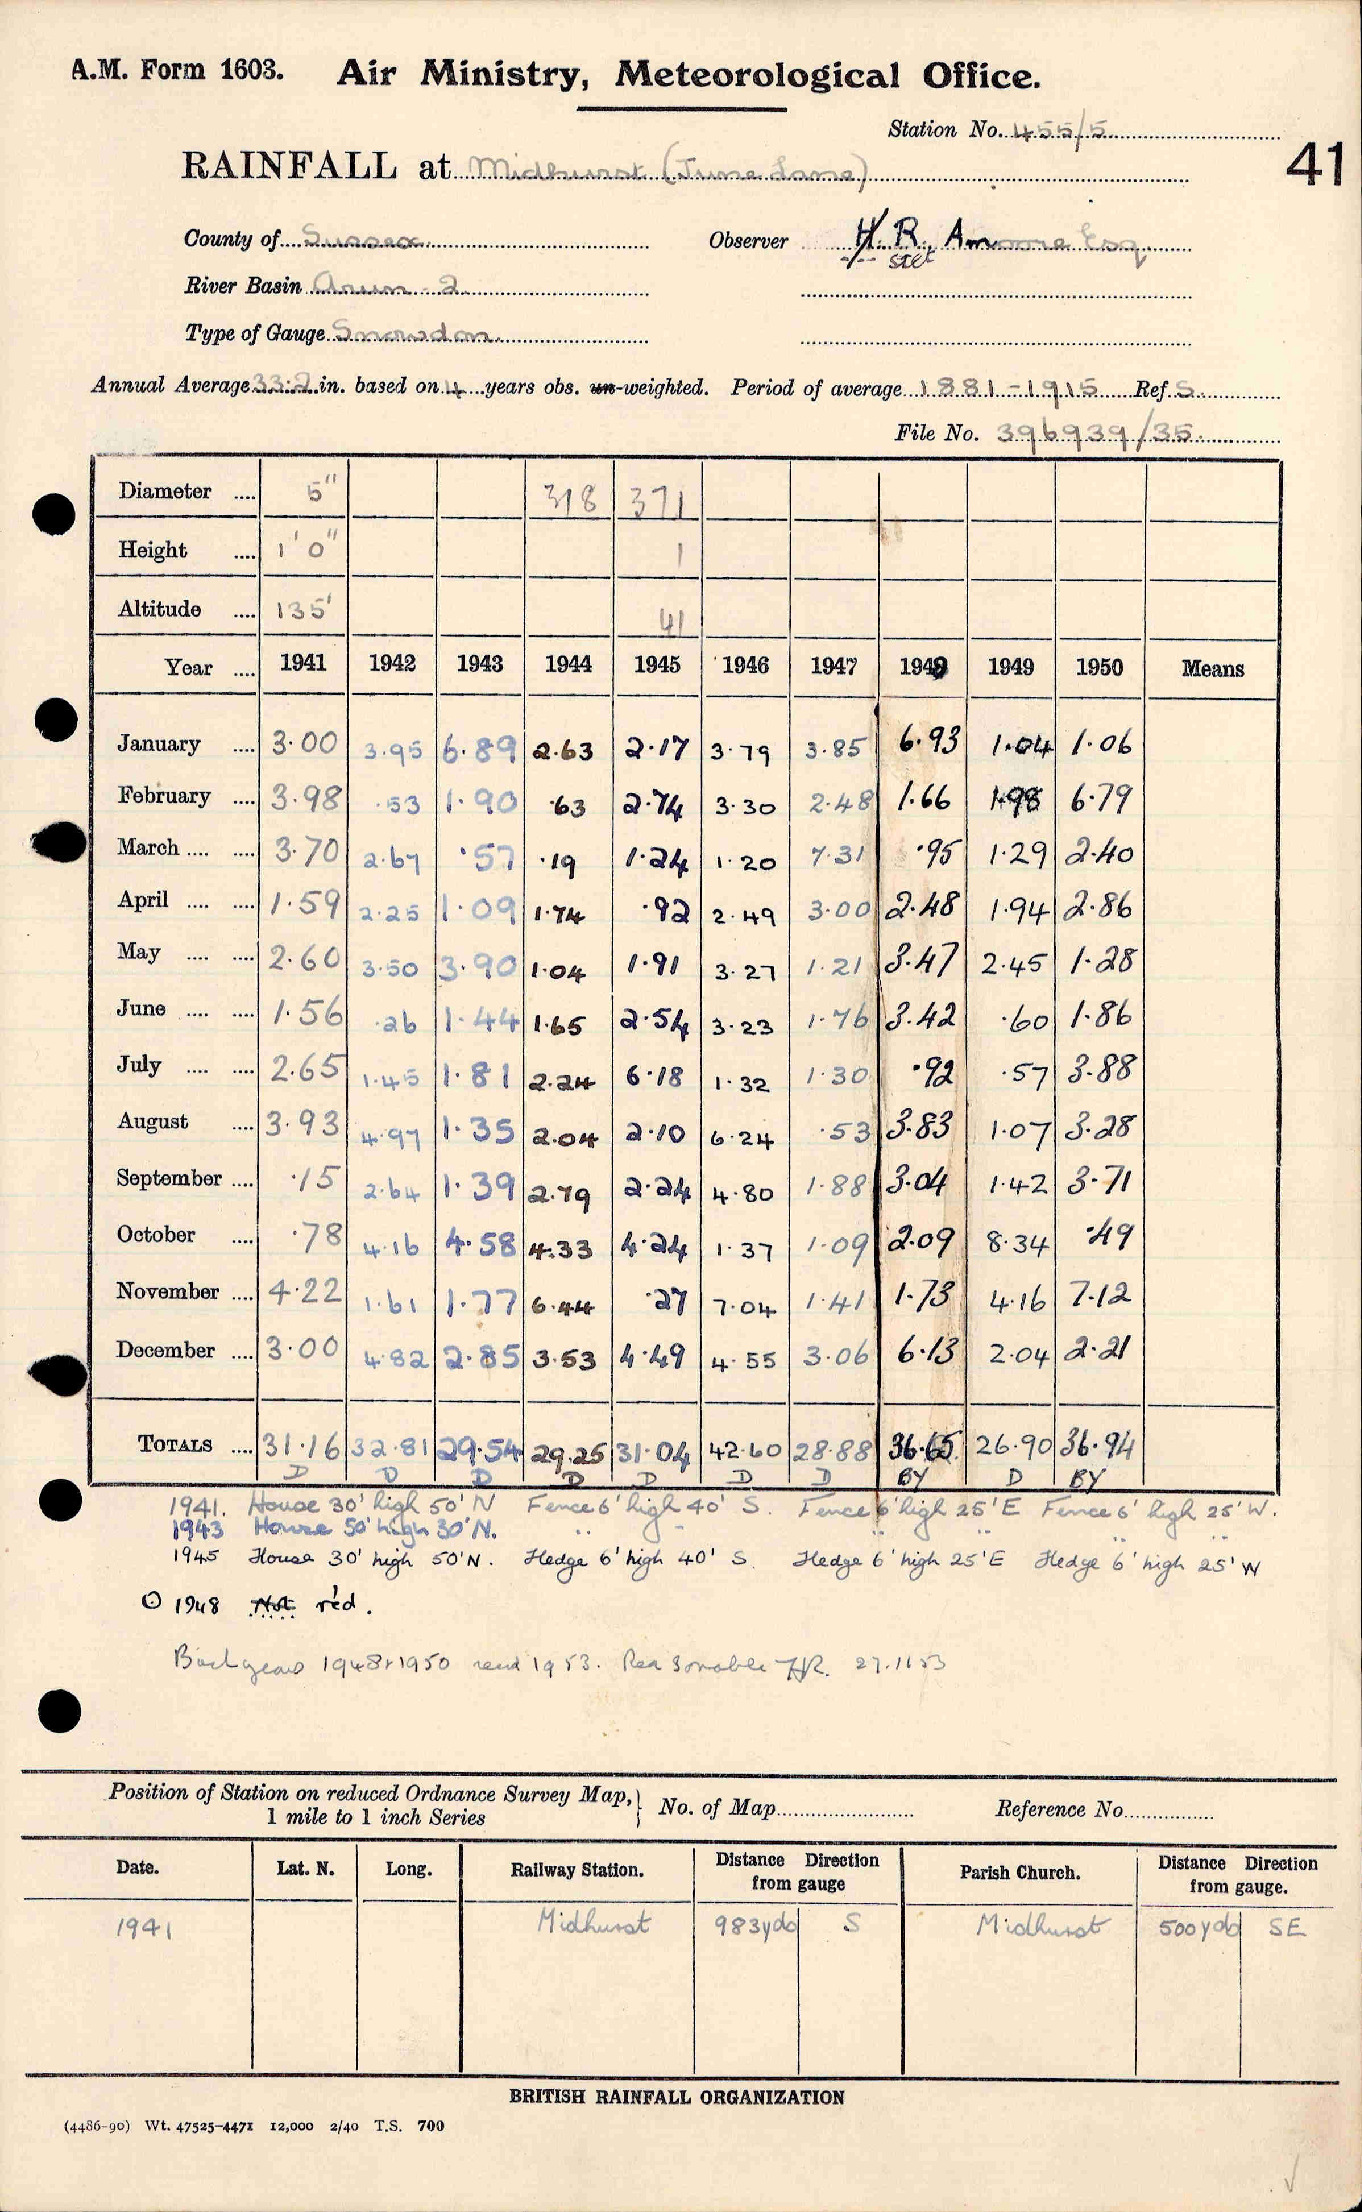 A.M. Form 1603. Air Ministry, Meteorological Office.
Station No. 455/5
41
RAINFALL at Midhurst (June Lane)
County of Sussex Observer H. R. Amoore Esq.
stet
River Basin Arun - 2
Type of Gauge Snowdon
Annual Average 33.2 in. based on 4 years obs. un-weighted. Period of average 1881-1915 Ref. S.
File No. 396939/35
Diameter .... 5" 318 371
Height .... 1' 0" 1
Altitude .... 135' 41
Year .... 1941 1942 1943 1944 1945 1946 1947 1948 1949 1950 Means
January .... 3.00 3.95 6.89 2.63 2.17 3.79 3.85 6.93 1.04 1.06
February .... 3.98 .53 1.90 .63 2.74 3.30 2.48 1.66 1.98 6.79
March .... .... 3.70 2.67 .57 .19 1.24 1.20 7.31 .95 1.29 2.40
April .... .... 1.59 2.25 1.09 1.74 .92 2.49 3.00 2.48 1.94 2.86
May .... .... 2.60 3.50 3.90 1.04 1.91 3.27 1.21 3.47 2.45 1.28
June .... .... 1.56 .26 1.44 1.65 2.54 3.23 1.76 3.42 .60 1.86
July .... .... 2.65 1.45 1.81 2.24 6.18 1.32 1.30 .92 .57 3.88
August .... 3.93 4.97 1.35 2.04 2.10 6.24 .53 3.83 1.07 3.28
September .... .15 2.64 1.39 2.79 2.24 4.80 1.88 3.04 1.42 3.71
October .... .78 4.16 4.58 4.33 4.24 1.37 1.09 2.09 8.34 .49
November .... 4.22 1.61 1.77 6.44 .27 7.04 1.41 1.73 4.16 7.12
December .... 3.00 4.82 2.85 3.53 4.49 4.55 3.06 6.13 2.04 2.21
TOTALS .... 31.16 32.81 29.54 29.25 31.04 42.60 28.88 36.65 26.90 36.94
D D D D D D D BY D BY
1941. House 30' high 50' N Fence 6' high 40' S. Fence 6' high 25' E Fence 6' high 25' W.
1943 House 50' high 30' N. " " " " "
1945 House 30' high 50' N. Hedge 6' high 40' S Hedge 6' high 25' E Hedge 6' high 25' W
1948 Not re'd.
Back years 1948 + 1950 recd 1953. Reasonable HR. 27.11.53
Position of Station on reduced Ordnance Survey Map, 1 mile to 1 inch Series } No. of Map Reference No.
Date. Lat. N. Long. Railway Station. Distance Direction from gauge Parish Church. Distance Direction from gauge.
1941 Midhurst 983yds S Midhurst 500yds SE
BRITISH RAINFALL ORGANIZATION
(4486-90) Wt. 47525-4471 12,000 2/40 T.S. 700